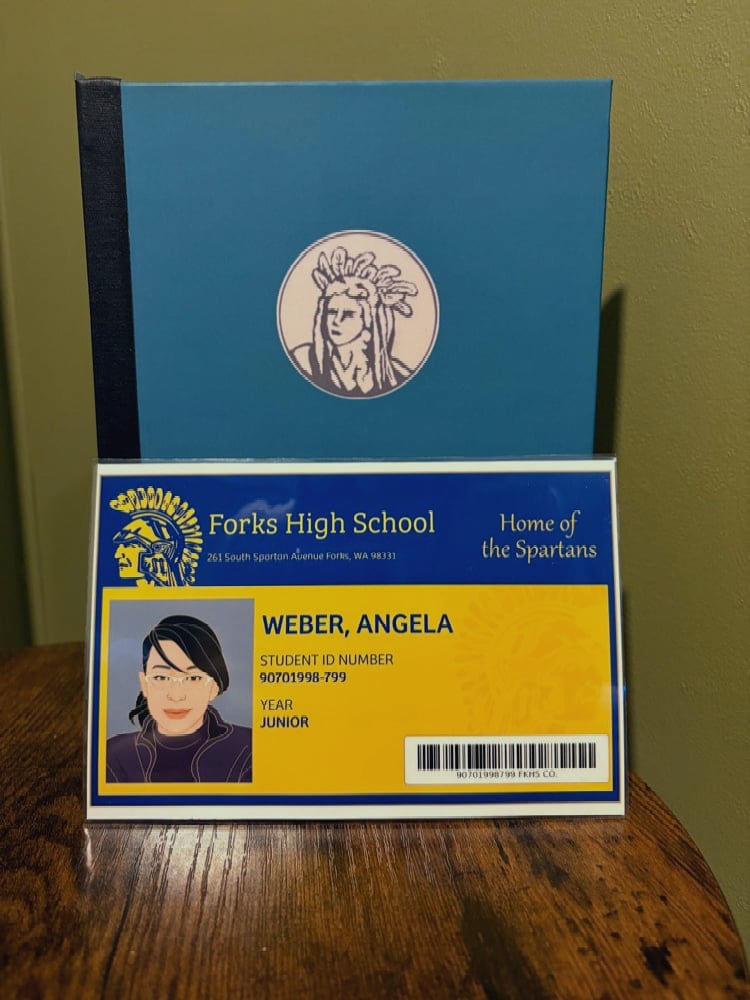 Forks High School
261 South Spartan Avenue Forks, WA 98331
Home of
the Spartans
WEBER, ANGELA
STUDENT ID NUMBER
90701998-799
YEAR
JUNIOR
90701998799 FKHS CO.